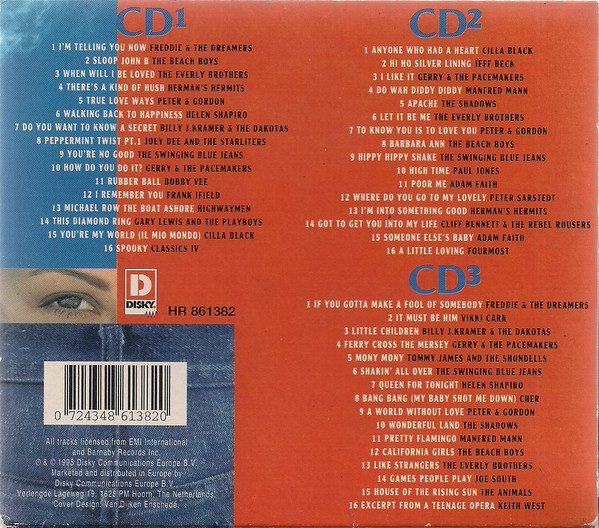 CD1
1 I'M TELLING YOU NOW FREDDIE & THE DREAMERS
2 SLOOP JOHN B THE BEACH BOYS
3 WHEN WILL I BE LOVED THE EVERLY BROTHERS
4 THERE'S A KIND OF HUSH HERMAN'S HERMITS
5 TRUE LOVE WAYS PETER & GORDON
6 WALKING BACK TO HAPPINESS HELEN SHAPIRO
7 DO YOU WANT TO KNOW A SECRET BILLY J.KRAMER & THE DAKOTAS
8 PEPPERMINT TWIST PT.1 JOEY DEE AND THE STARLITERS
9 YOU'RE NO GOOD THE SWINGING BLUE JEANS
10 HOW DO YOU DO IT? GERRY & THE PACEMAKERS
11 RUBBER BALL BOBBY VEE
12 I REMEMBER YOU FRANK IFIELD
13 MICHAEL ROW THE BOAT ASHORE HIGHWAYMEN
14 THIS DIAMOND RING GARY LEWIS AND THE PLAYBOYS
15 YOU'RE MY WORLD (IL MIO MONDO) CILLA BLACK
16 SPOOKY CLASSICS IV
CD2
1 ANYONE WHO HAD A HEART CILLA BLACK
2 HI HO SILVER LINING JEFF BECK
3 I LIKE IT GERRY & THE PACEMAKERS
4 DO WAH DIDDY DIDDY MANFRED MANN
5 APACHE THE SHADOWS
6 LET IT BE ME THE EVERLY BROTHERS
7 TO KNOW YOU IS TO LOVE YOU PETER & GORDON
8 BARBARA ANN THE BEACH BOYS
9 HIPPY HIPPY SHAKE THE SWINGING BLUE JEANS
10 HIGH TIME PAUL JONES
11 POOR ME ADAM FAITH
12 WHERE DO YOU GO TO MY LOVELY PETER SARSTEDT
13 I'M INTO SOMETHING GOOD HERMAN'S HERMITS
14 GOT TO GET YOU INTO MY LIFE CLIFF BENNETT & THE REBEL ROUSERS
15 SOMEONE ELSE'S BABY ADAM FAITH
16 A LITTLE LOVING FOURMOST
CD3
1 IF YOU GOTTA MAKE A FOOL OF SOMEBODY FREDDIE & THE DREAMERS
2 IT MUST BE HIM VIKKI CARR
3 LITTLE CHILDREN BILLY J.KRAMER & THE DAKOTAS
4 FERRY CROSS THE MERSEY GERRY & THE PACEMAKERS
5 MONY MONY TOMMY JAMES AND THE SHONDELLS
6 SHAKIN' ALL OVER THE SWINGING BLUE JEANS
7 QUEEN FOR TONIGHT HELEN SHAPIRO
8 BANG BANG (MY BABY SHOT ME DOWN) CHER
9 A WORLD WITHOUT LOVE PETER & GORDON
10 WONDERFUL LAND THE SHADOWS
11 PRETTY FLAMINGO MANFRED MANN
12 CALIFORNIA GIRLS THE BEACH BOYS
13 LIKE STRANGERS THE EVERLY BROTHERS
14 GAMES PEOPLE PLAY JOE SOUTH
15 HOUSE OF THE RISING SUN THE ANIMALS
16 EXCERPT FROM A TEENAGE OPERA KEITH WEST
D
DISKY
HR 861382
0 724348 613820
All tracks licensed from EMI International
and Barnaby Records Inc.
℗ & © 1995 Disky Communications Europe B.V.
Marketed and distributed in Europe by
Disky Communications Europe B.V.
Verlengde Lageweg 19, 1628 PM Hoorn, The Netherlands.
Cover Design: Van Dijken Enschedé.